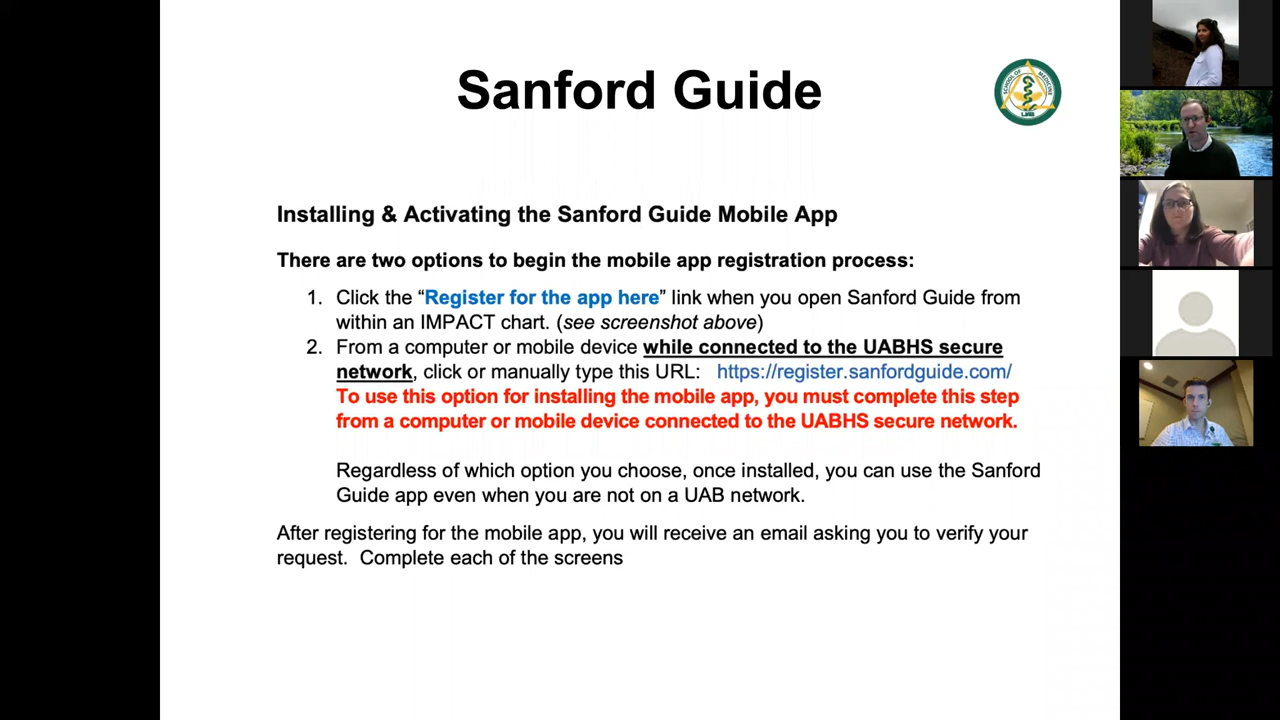 Sanford Guide
SCHOOL OF MEDICINE
UAB
Installing & Activating the Sanford Guide Mobile App
There are two options to begin the mobile app registration process:
1. Click the “Register for the app here” link when you open Sanford Guide from
within an IMPACT chart. (see screenshot above)
2. From a computer or mobile device while connected to the UABHS secure
network, click or manually type this URL: https://register.sanfordguide.com/
To use this option for installing the mobile app, you must complete this step
from a computer or mobile device connected to the UABHS secure network.
Regardless of which option you choose, once installed, you can use the Sanford
Guide app even when you are not on a UAB network.
After registering for the mobile app, you will receive an email asking you to verify your
request. Complete each of the screens